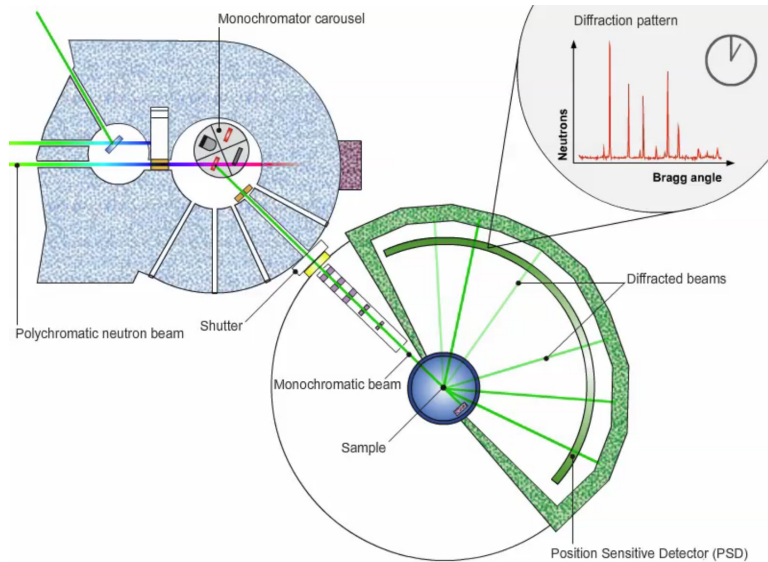 Monochromator carousel
Diffraction pattern
Neutrons
Bragg angle
Diffracted beams
Shutter
Polychromatic neutron beam
Monochromatic beam
Sample
Position Sensitive Detector (PSD)